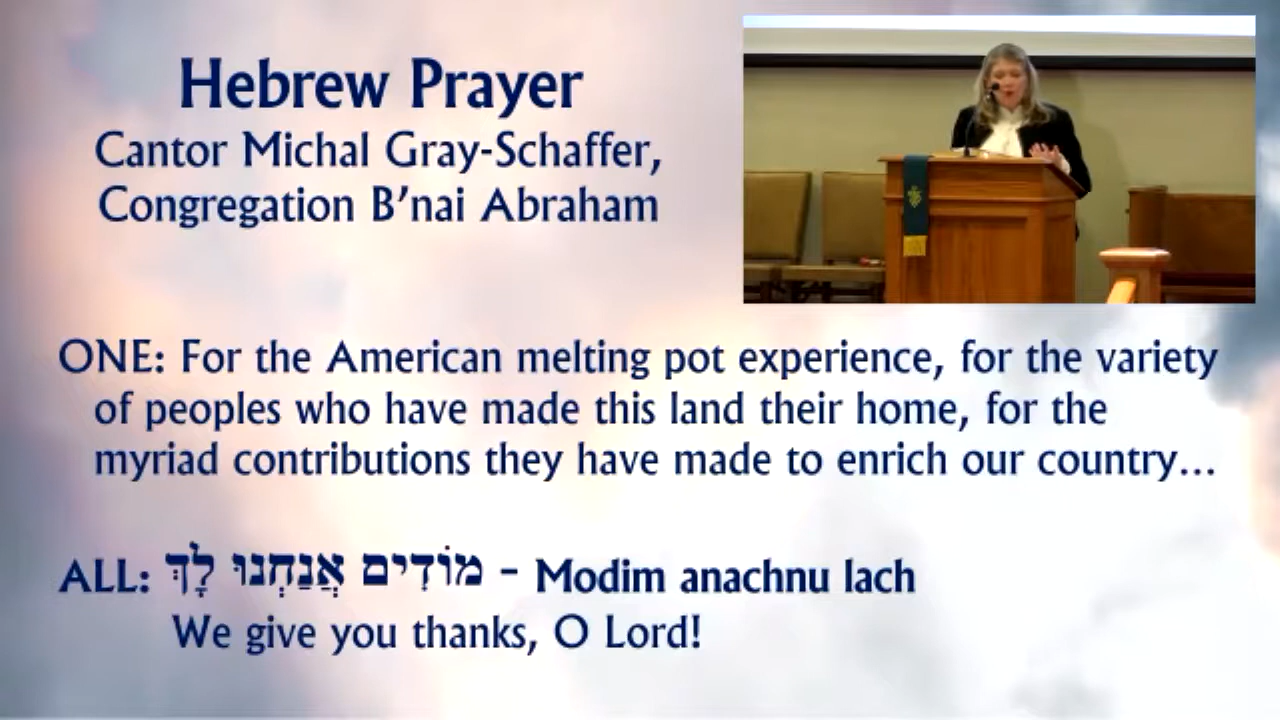 Hebrew Prayer
Cantor Michal Gray-Schaffer,
Congregation B'nai Abraham
ONE: For the American melting pot experience, for the variety
of peoples who have made this land their home, for the
myriad contributions they have made to enrich our country...
ALL: מוֹדִים אֲנַחְנוּ לָךְ - Modim anachnu lach
We give you thanks, O Lord!